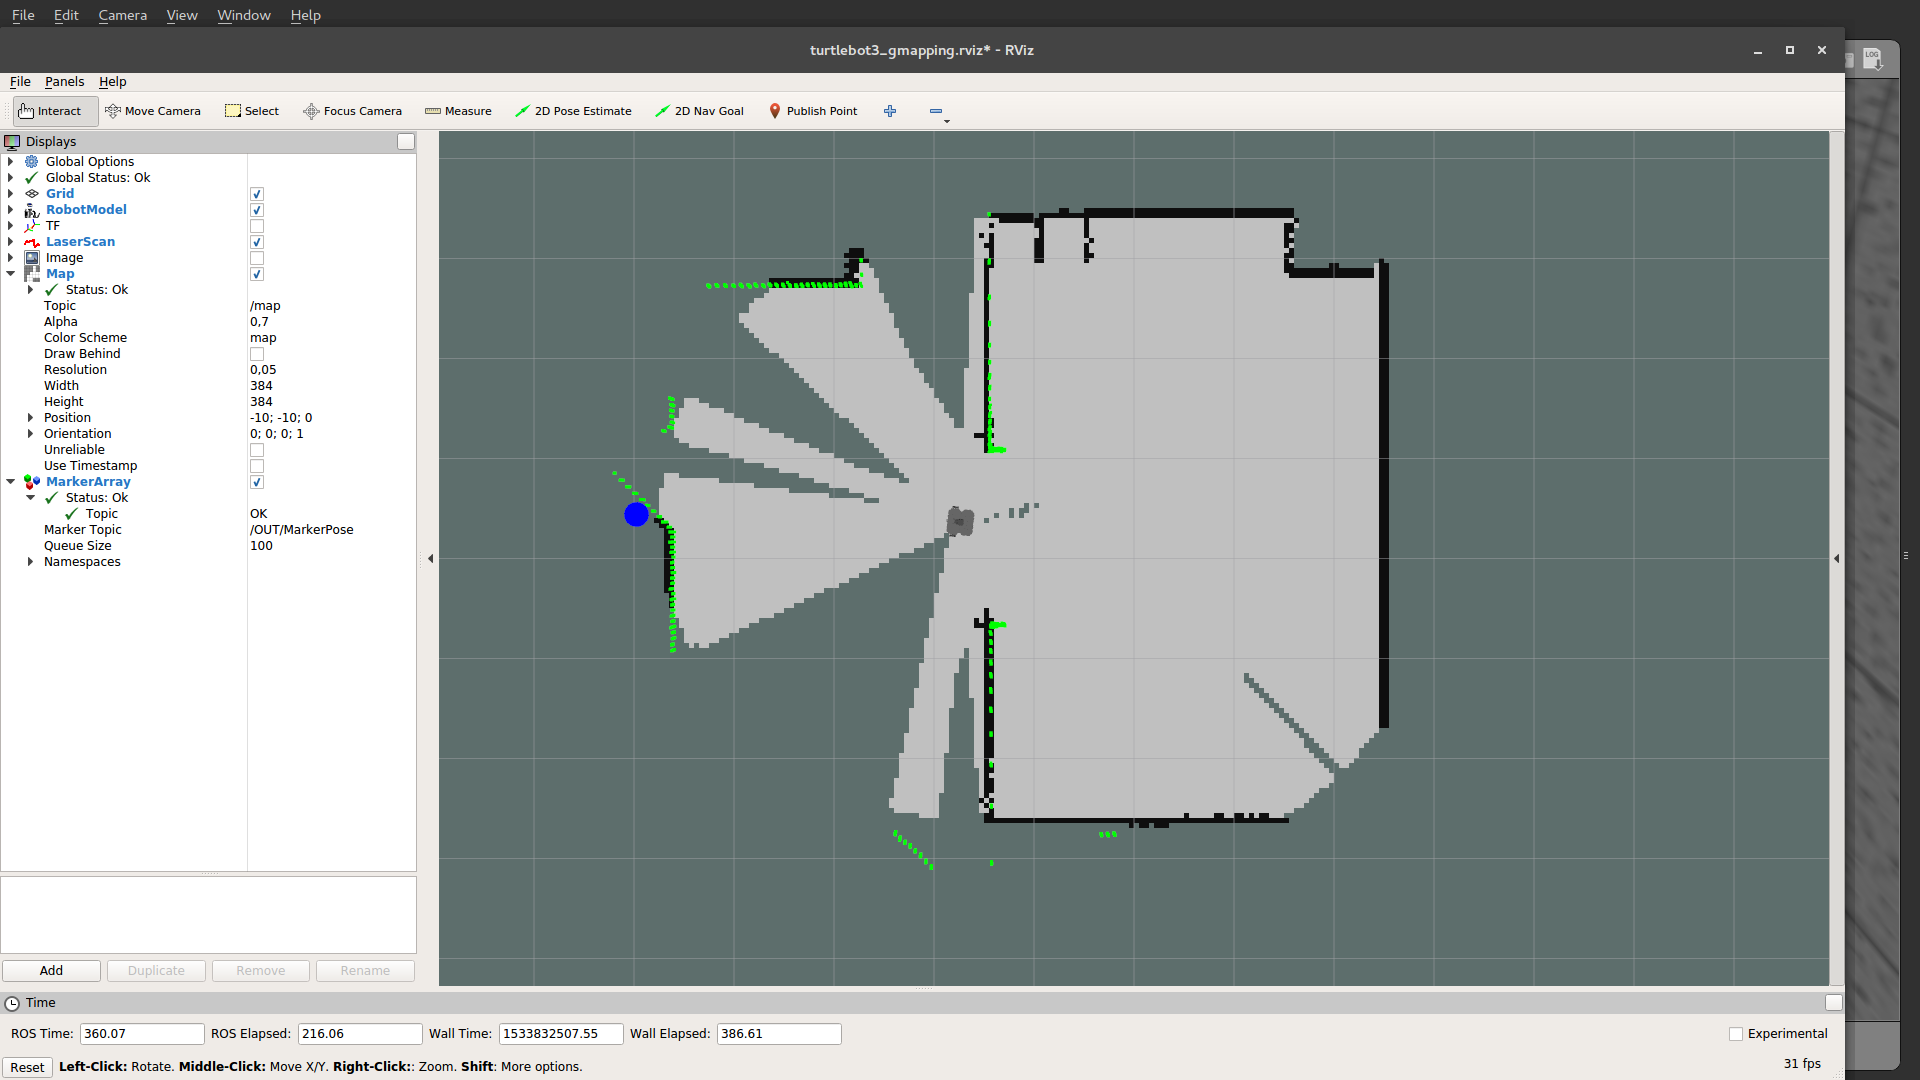 File Edit Camera View Window Help
turtlebot3_gmapping.rviz* - RViz
LOG
File Panels Help
Interact Move Camera Select Focus Camera Measure 2D Pose Estimate 2D Nav Goal Publish Point
Displays
Global Options
Global Status: Ok
Grid
RobotModel
TF
LaserScan
Image
Map
Status: Ok
Topic /map
Alpha 0,7
Color Scheme map
Draw Behind
Resolution 0,05
Width 384
Height 384
Position -10; -10; 0
Orientation 0; 0; 0; 1
Unreliable
Use Timestamp
MarkerArray
Status: Ok
Topic OK
Marker Topic /OUT/MarkerPose
Queue Size 100
Namespaces
Add Duplicate Remove Rename
Time
ROS Time: 360.07 ROS Elapsed: 216.06 Wall Time: 1533832507.55 Wall Elapsed: 386.61 Experimental
Reset Left-Click: Rotate. Middle-Click: Move X/Y. Right-Click:: Zoom. Shift: More options. 31 fps